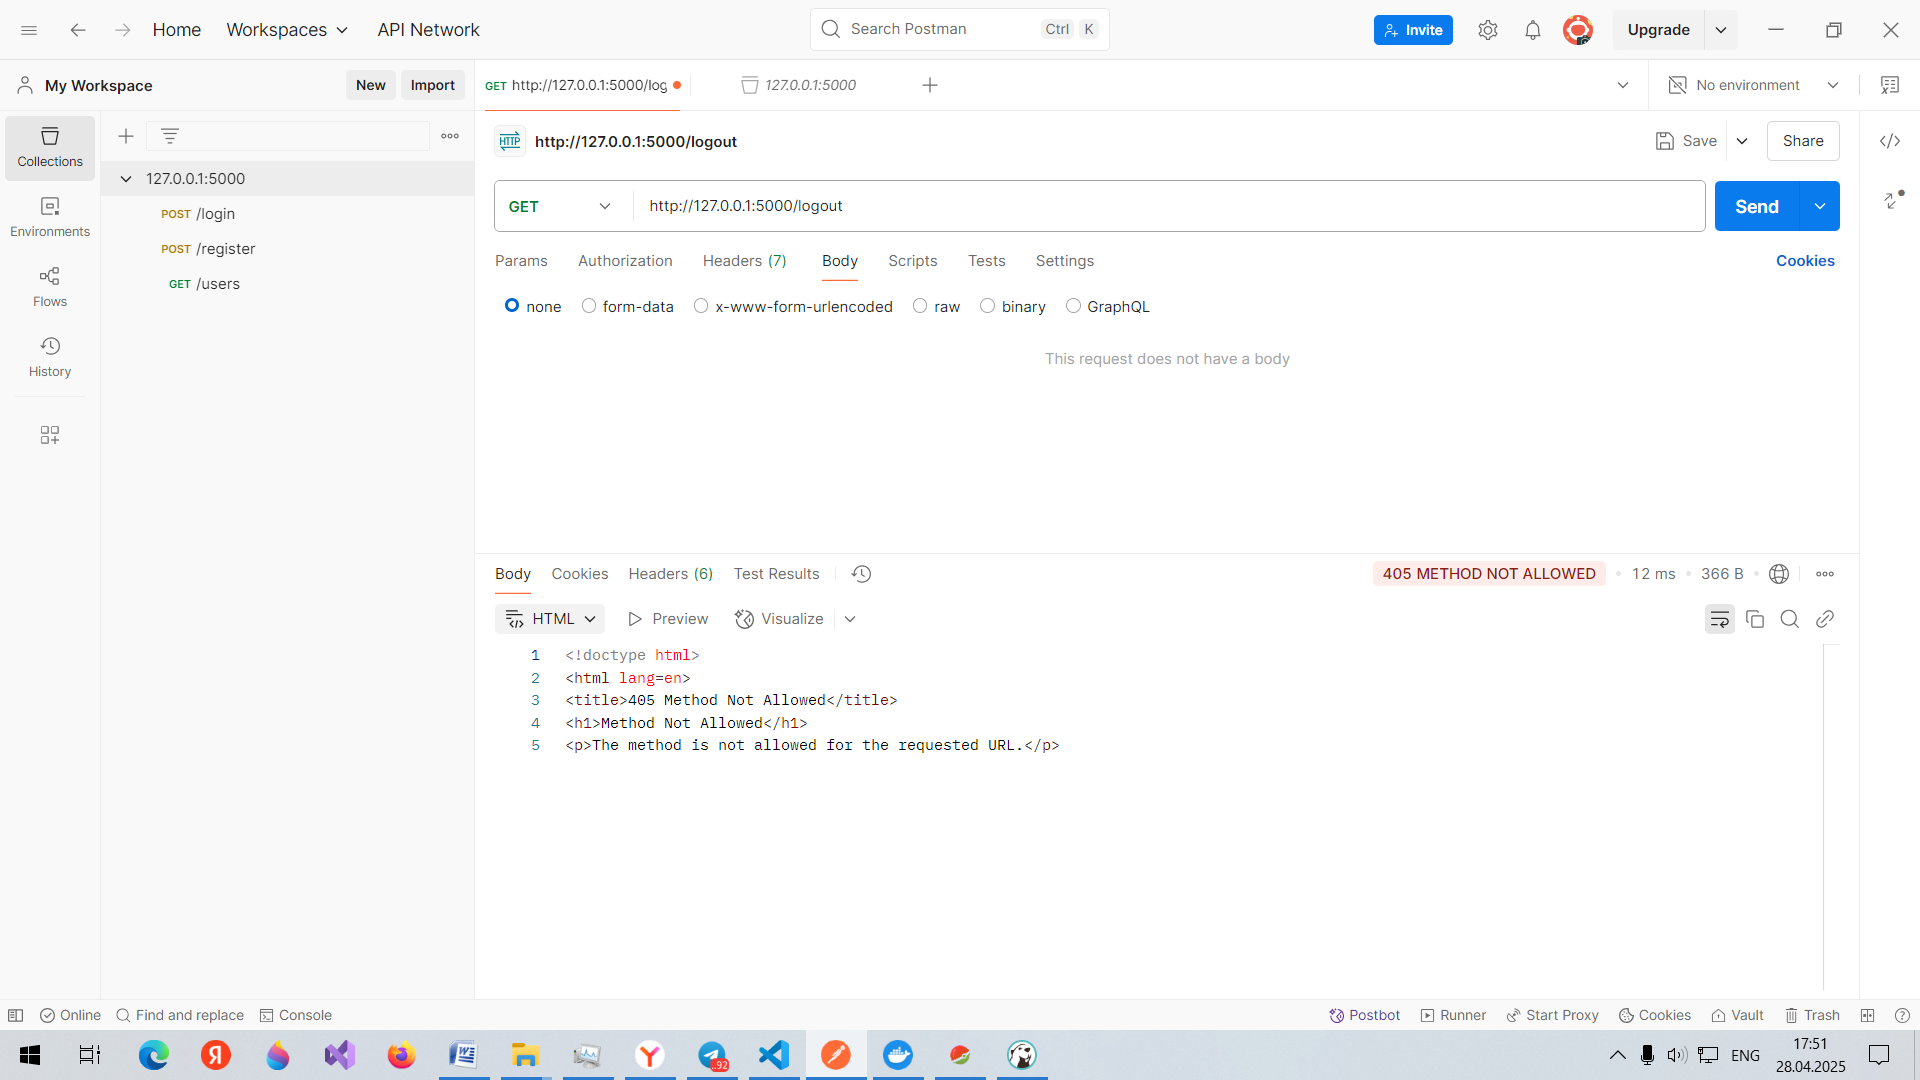 Home
Workspaces
API Network
Search Postman
Ctrl K
Invite
Upgrade
My Workspace
New
Import
GET http://127.0.0.1:5000/log
127.0.0.1:5000
No environment
Collections
Environments
Flows
History
127.0.0.1:5000
POST /login
POST /register
GET /users
HTTP http://127.0.0.1:5000/logout
Save
Share
GET
http://127.0.0.1:5000/logout
Send
Params
Authorization
Headers (7)
Body
Scripts
Tests
Settings
Cookies
none
form-data
x-www-form-urlencoded
raw
binary
GraphQL
This request does not have a body
Body
Cookies
Headers (6)
Test Results
405 METHOD NOT ALLOWED
12 ms
366 B
HTML
Preview
Visualize
1 <!doctype html>
2 <html lang=en>
3 <title>405 Method Not Allowed</title>
4 <h1>Method Not Allowed</h1>
5 <p>The method is not allowed for the requested URL.</p>
Online
Find and replace
Console
Postbot
Runner
Start Proxy
Cookies
Vault
Trash
Я
..92
ENG
17:51
28.04.2025